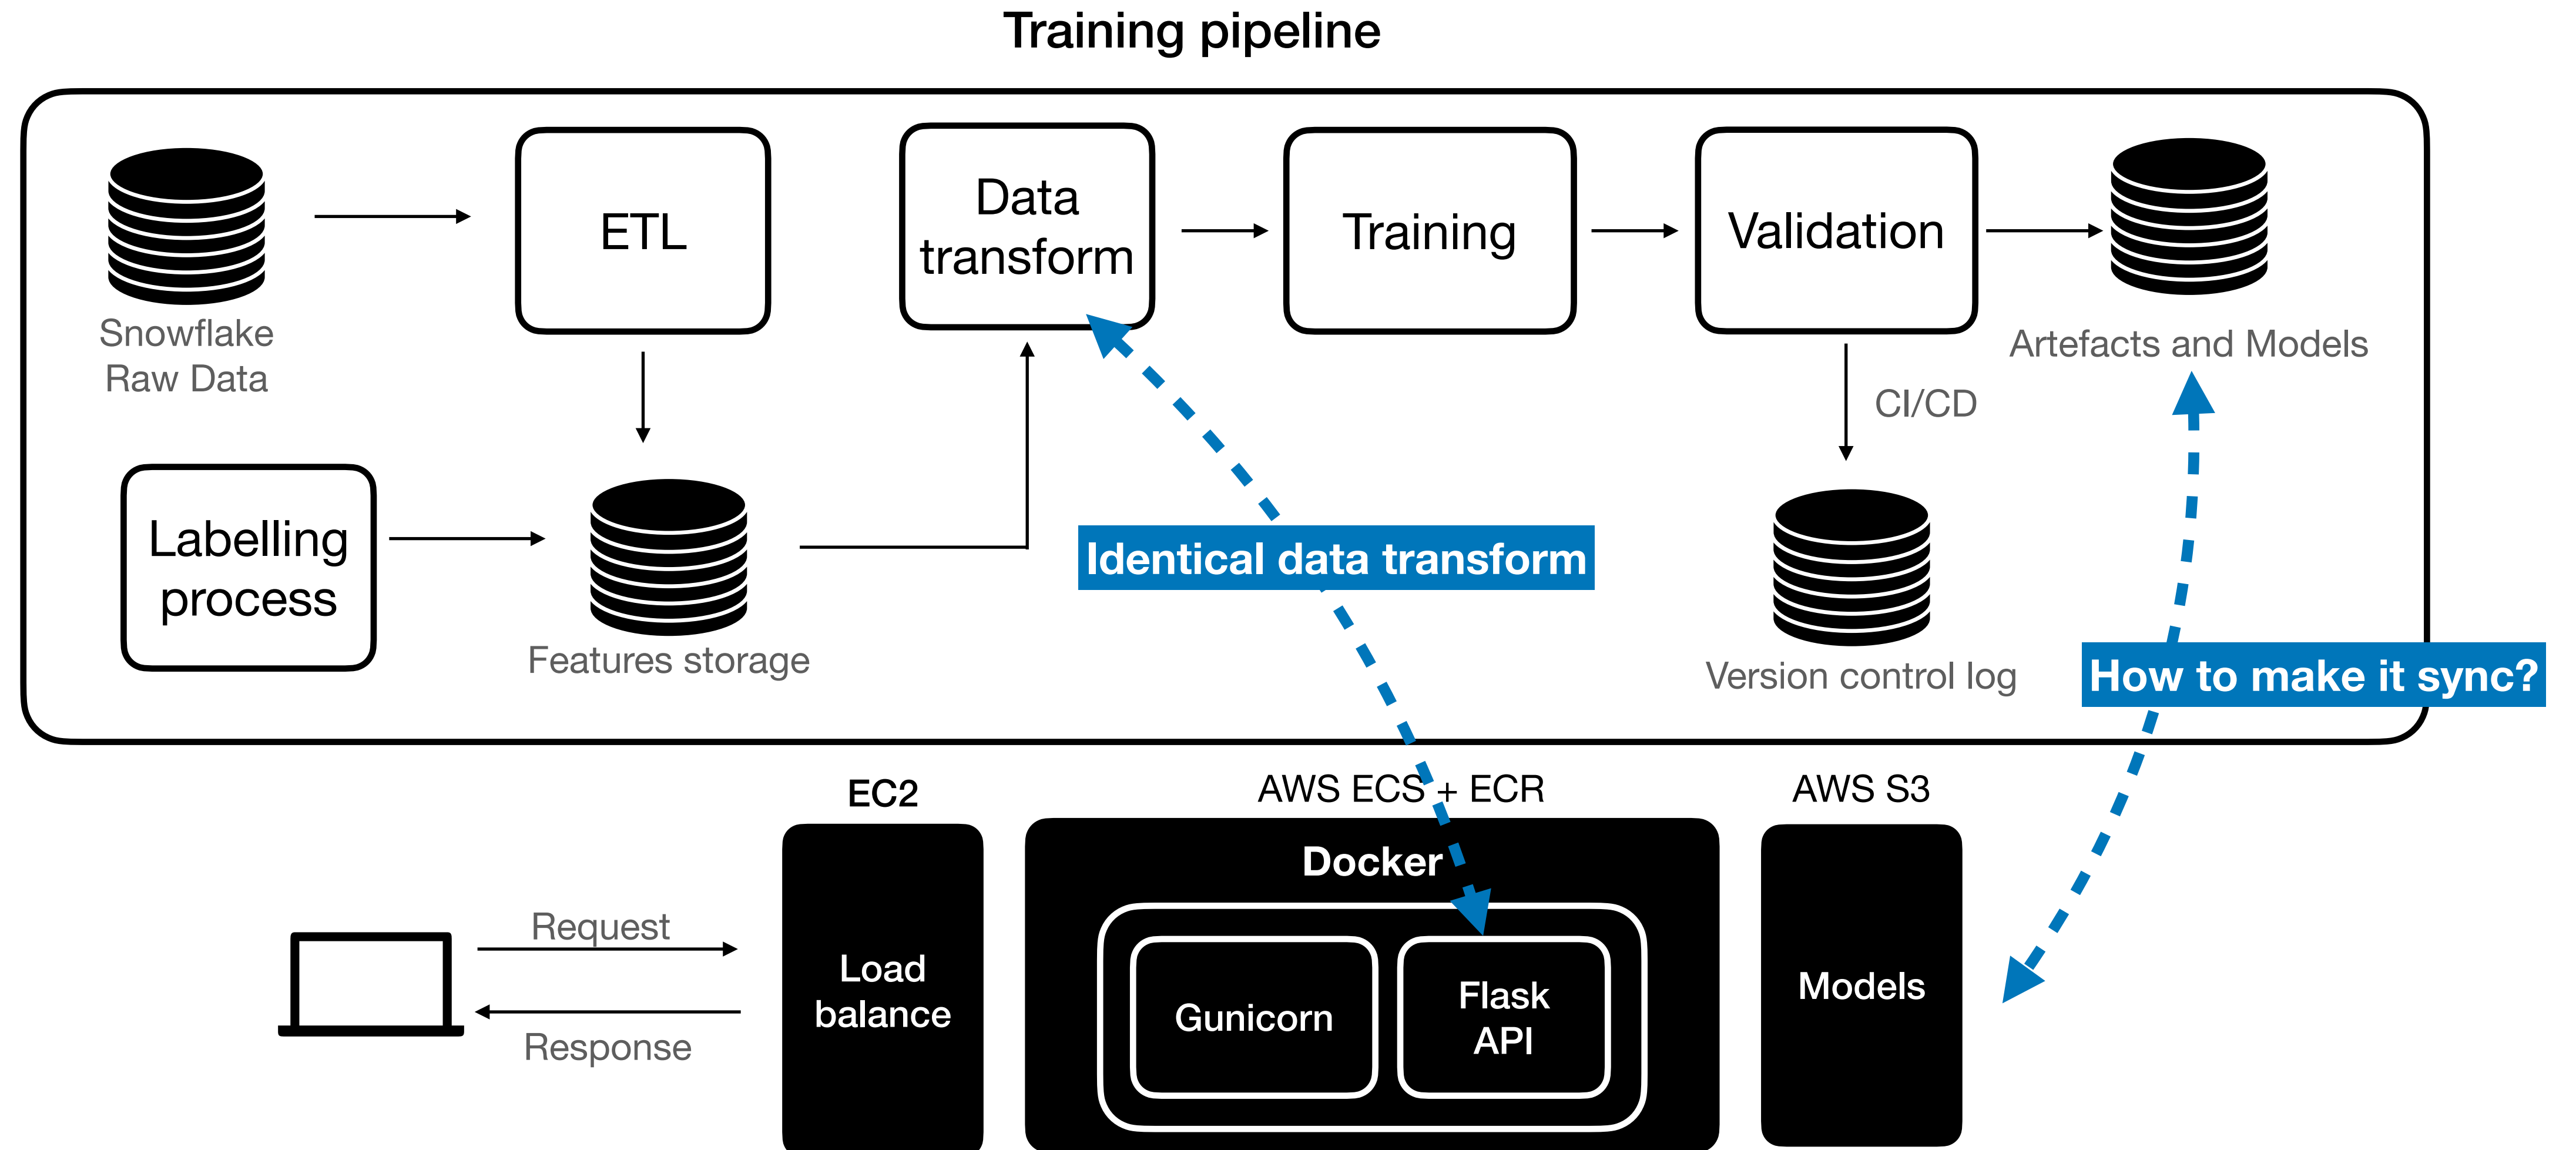 Training pipeline
Snowflake
Raw Data
ETL
Data
transform
Training
Validation
Artefacts and Models
CI/CD
Labelling
process
Features storage
Identical data transform
Version control log
How to make it sync?
EC2
AWS ECS + ECR
AWS S3
Docker
Request
Response
Load
balance
Gunicorn
Flask
API
Models